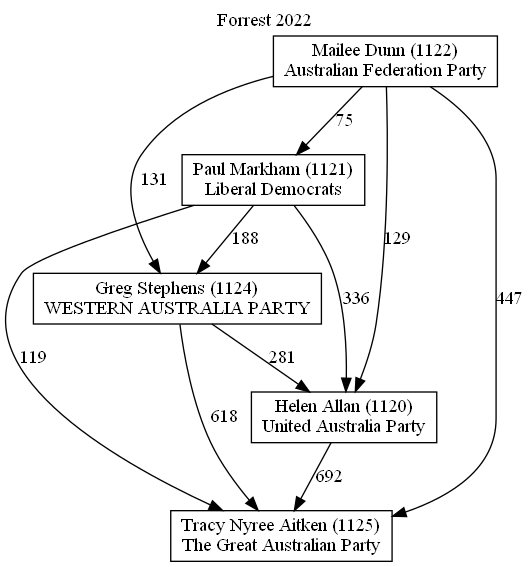 Forrest 2022
Mailee Dunn (1122)
Australian Federation Party
75
Paul Markham (1121)
Liberal Democrats
131
188
129
Greg Stephens (1124)
WESTERN AUSTRALIA PARTY
336
447
119
281
Helen Allan (1120)
United Australia Party
618
692
Tracy Nyree Aitken (1125)
The Great Australian Party